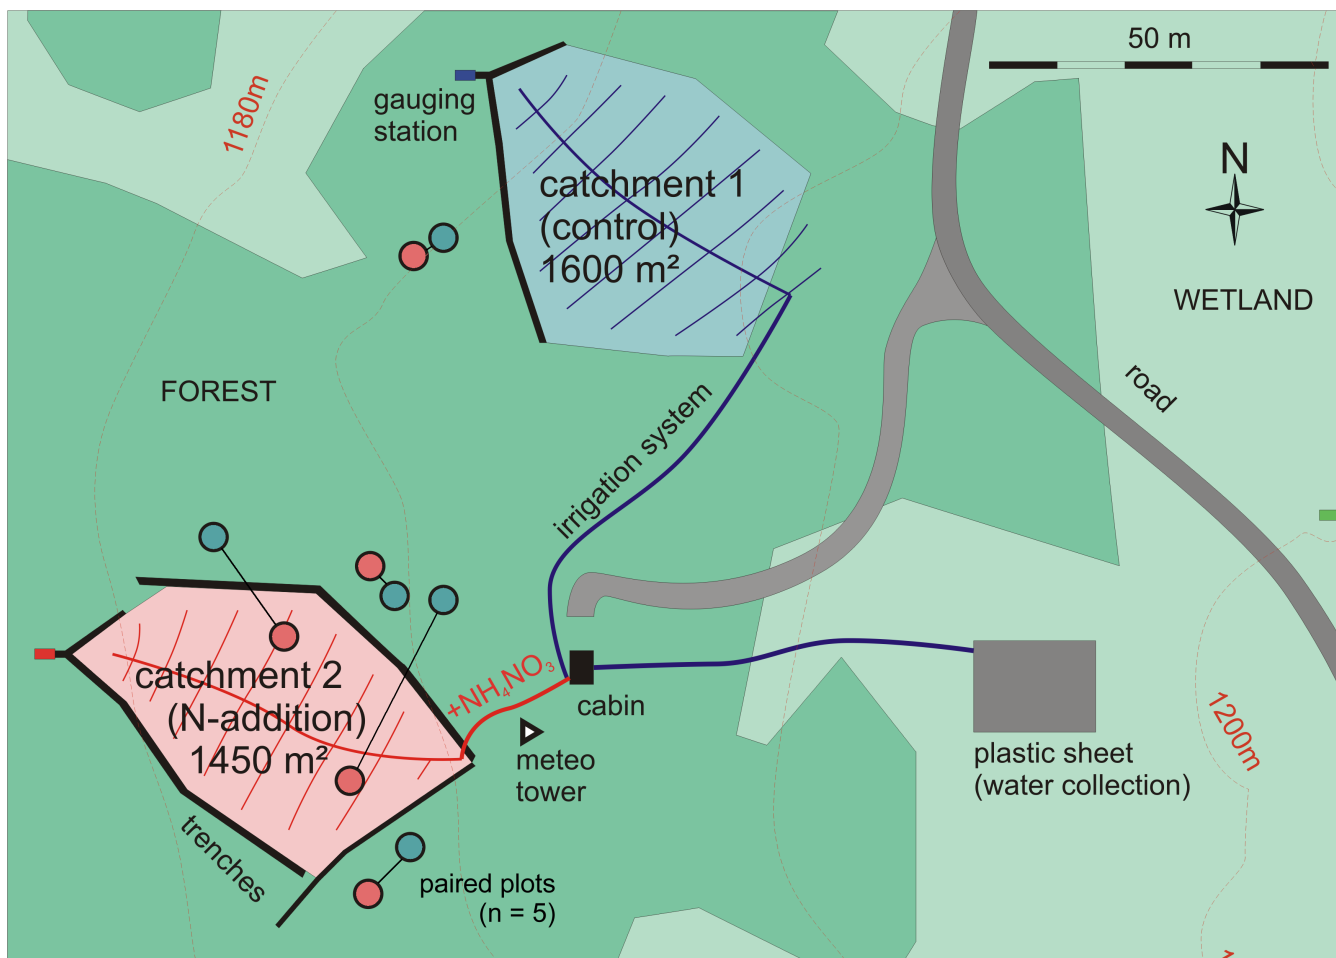 50 m
1180m
gauging
station
N
catchment 1
(control)
1600 m²
WETLAND
FOREST
road
irrigation system
+NH₄NO₃
catchment 2
(N-addition)
1450 m²
cabin
meteo
tower
1200m
plastic sheet
(water collection)
trenches
paired plots
(n = 5)